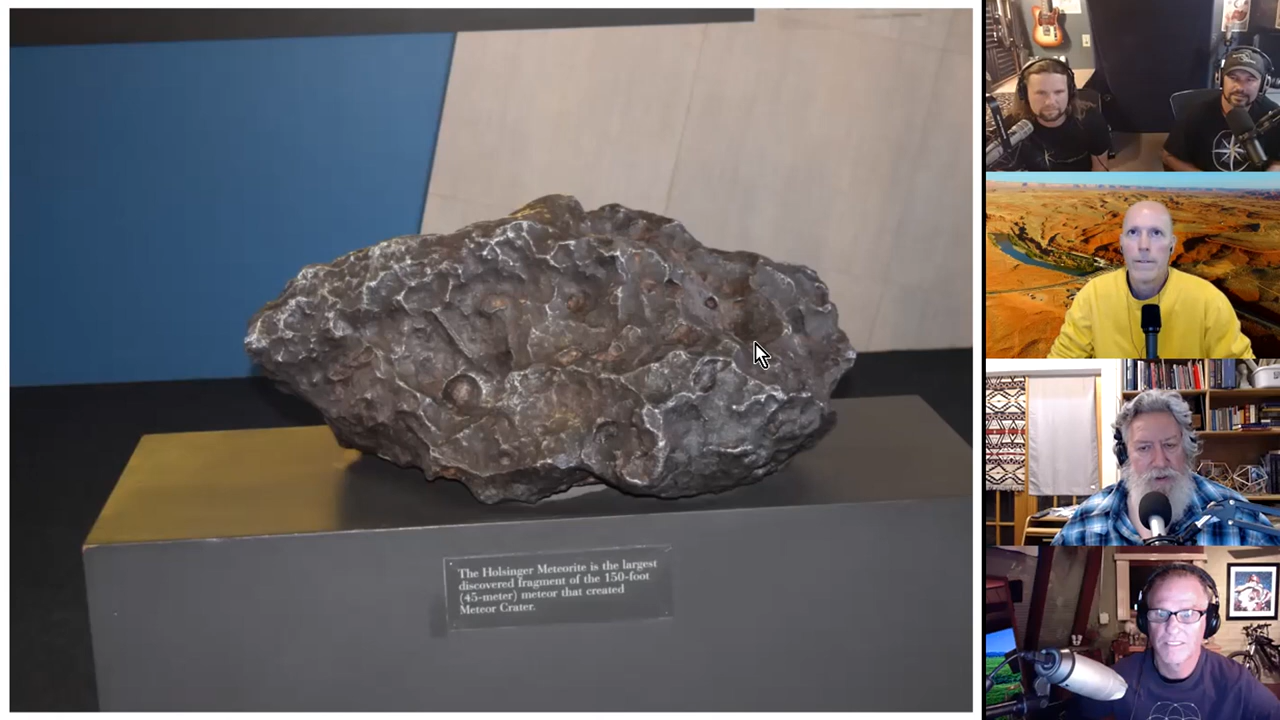 The Holsinger Meteorite is the largest
discovered fragment of the 150-foot
(45-meter) meteor that created
Meteor Crater.